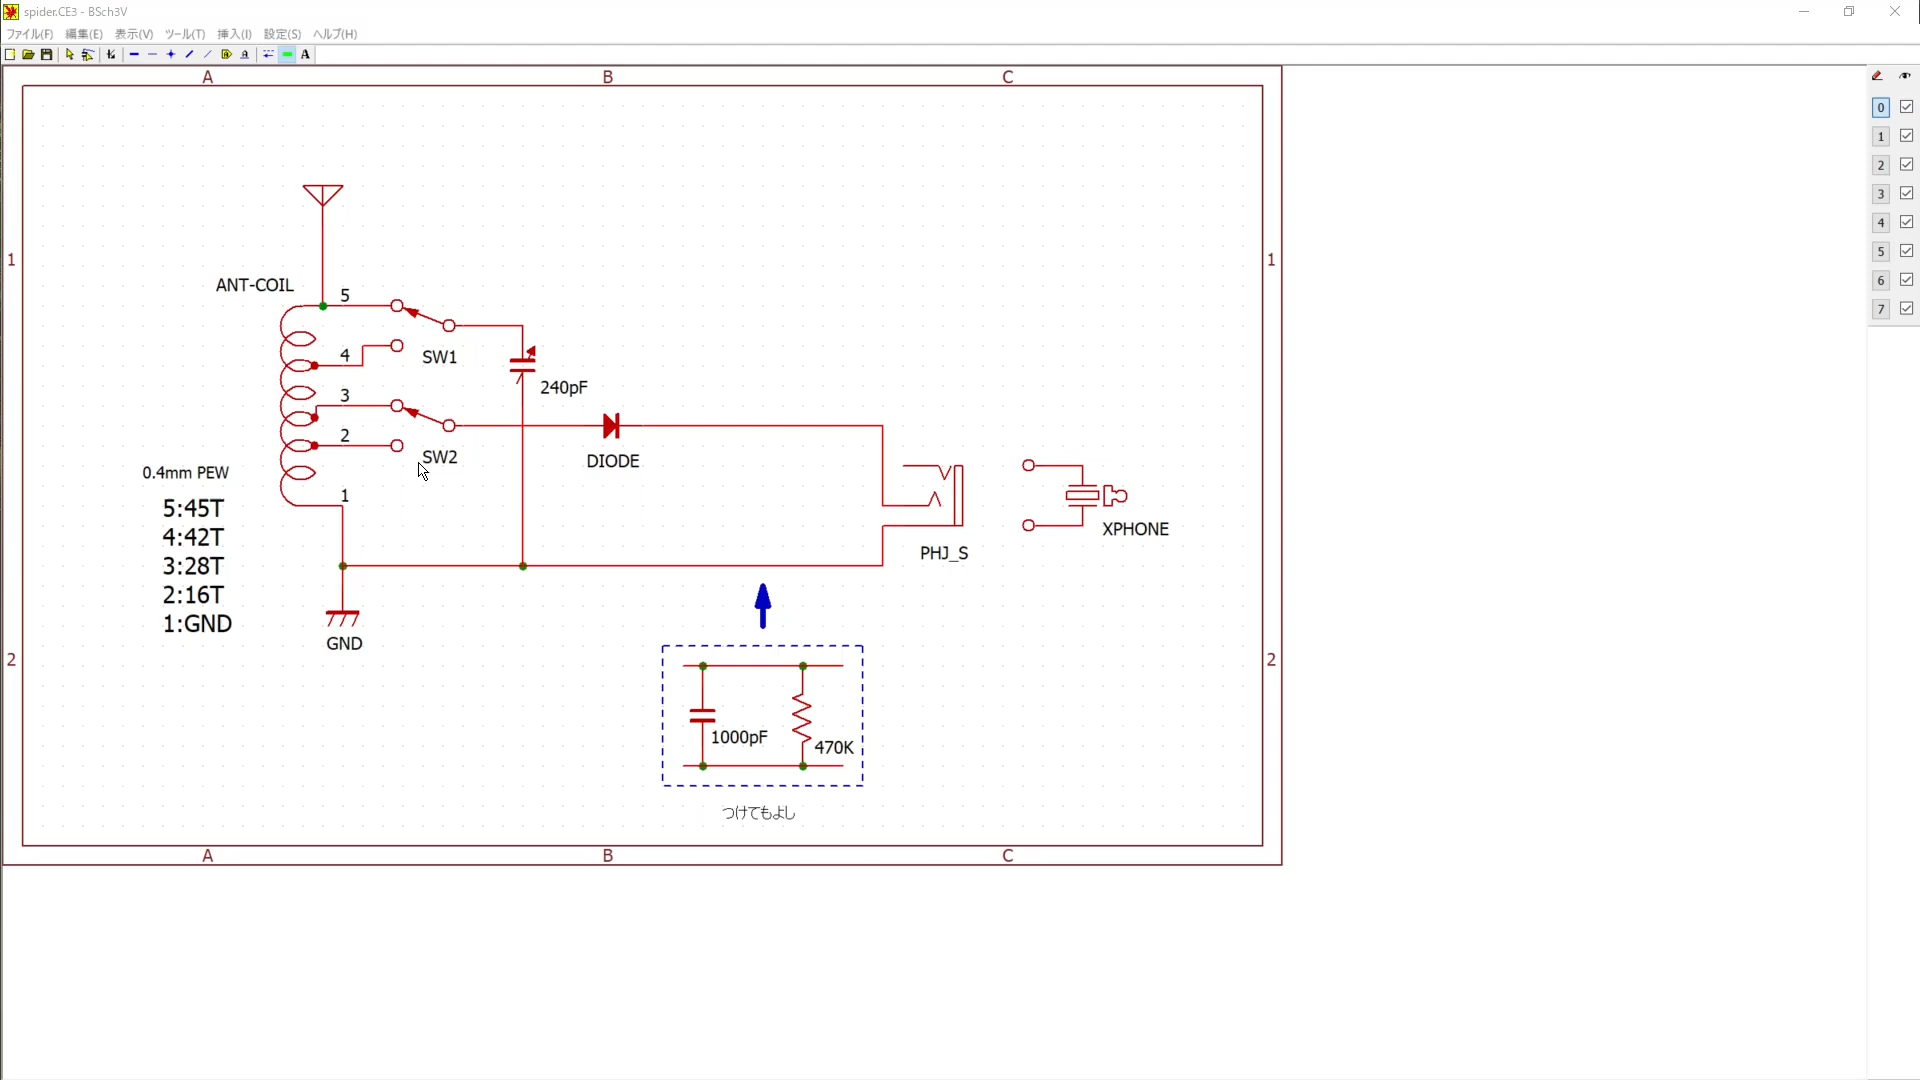 spider.CE3 - BSch3V
ファイル(F) 編集(E) 表示(V) ツール(T) 挿入(I) 設定(S) ヘルプ(H)
A
A B C
0
1
2
3
4
5
6
7
1 1
ANT-COIL
5
4 SW1
240pF
3
2 SW2
DIODE
0.4mm PEW
1
5:45T
4:42T
3:28T
2:16T
1:GND
XPHONE
PHJ_S
GND
2 2
1000pF
470K
つけてもよし
A B C